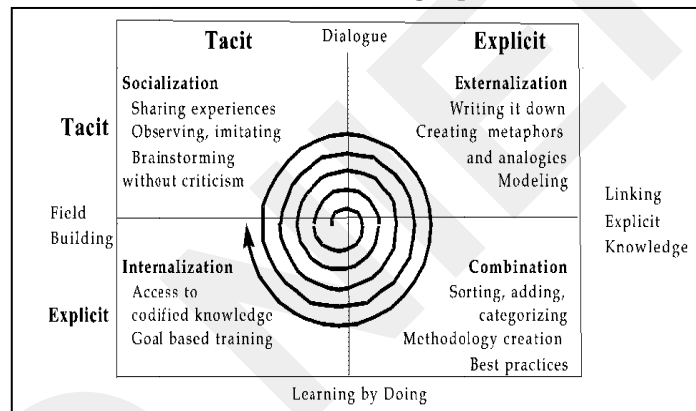 Tacit
Dialogue
Explicit
Tacit
Socialization
Sharing experiences
Observing, imitating
Brainstorming
without criticism
Externalization
Writing it down
Creating metaphors
and analogies
Modeling
Field
Building
Linking
Explicit
Knowledge
Explicit
Internalization
Access to
codified knowledge
Goal based training
Combination
Sorting, adding,
categorizing
Methodology creation
Best practices
Learning by Doing